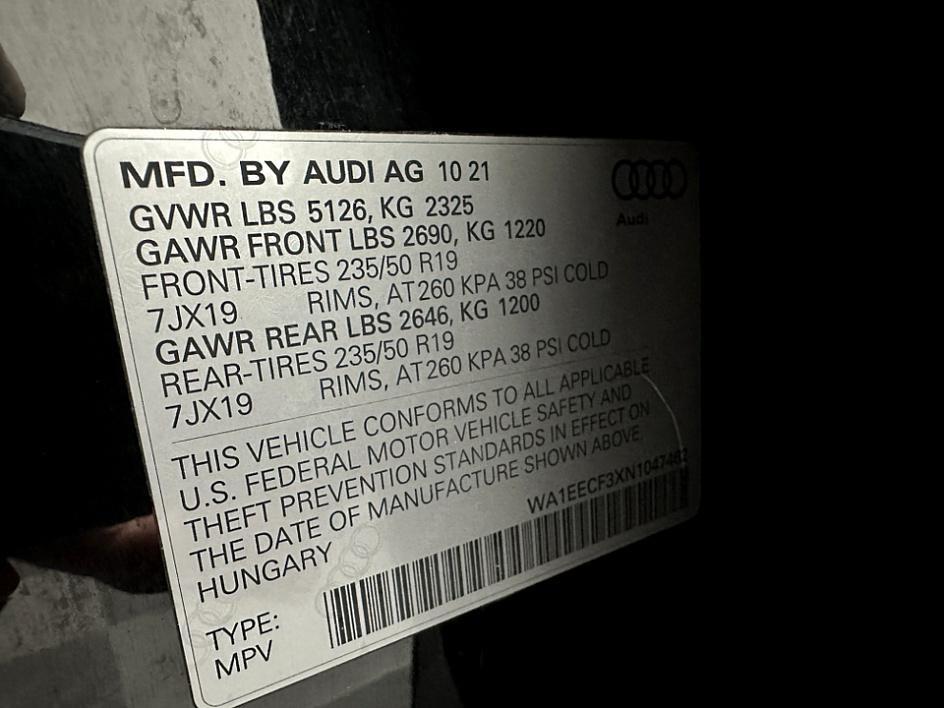 MFD. BY AUDI AG 10 21
Audi
GVWR LBS 5126, KG 2325
GAWR FRONT LBS 2690, KG 1220
FRONT-TIRES 235/50 R19
7JX19 RIMS, AT 260 KPA 38 PSI COLD
GAWR REAR LBS 2646, KG 1200
REAR-TIRES 235/50 R19
7JX19 RIMS, AT 260 KPA 38 PSI COLD
THIS VEHICLE CONFORMS TO ALL APPLICABLE
U.S. FEDERAL MOTOR VEHICLE SAFETY AND
THEFT PREVENTION STANDARDS IN EFFECT ON
THE DATE OF MANUFACTURE SHOWN ABOVE.
HUNGARY
WA1EECF3XN1047462
TYPE:
MPV